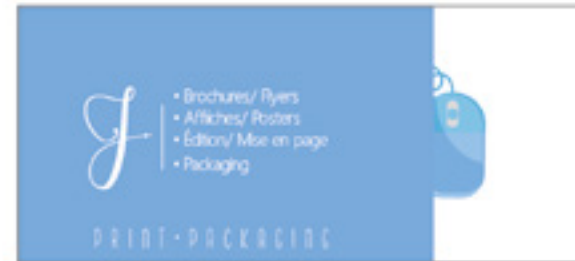 J
• Brochures/ Flyers
• Affiches/ Posters
• Édition/ Mise en page
• Packaging
PRINT-PACKAGING